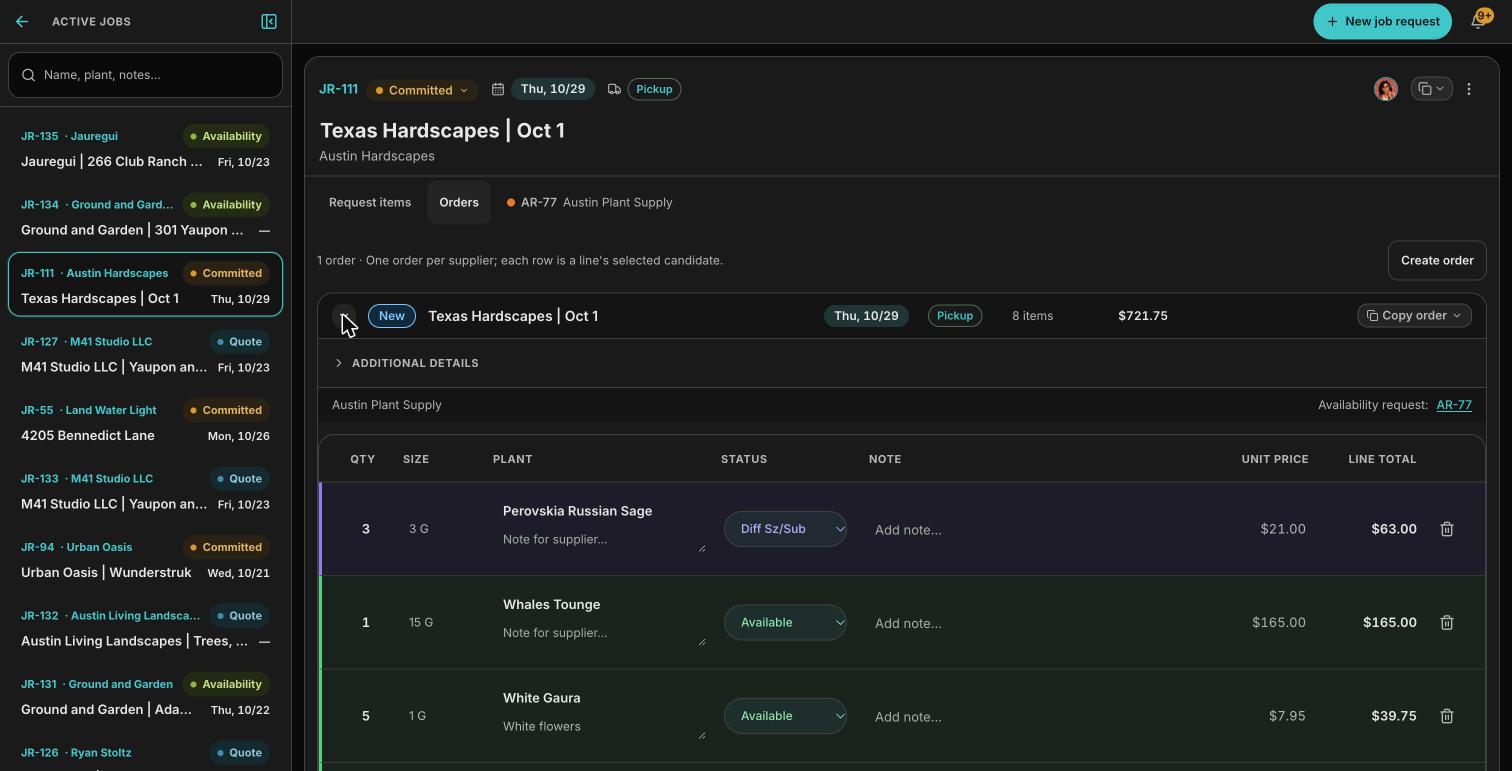 ACTIVE JOBS
New job request
9+
Name, plant, notes...
JR-135 · Jauregui Availability
Jauregui | 266 Club Ranch ... Fri, 10/23
JR-134 · Ground and Gard... Availability
Ground and Garden | 301 Yaupon ... —
JR-111 · Austin Hardscapes Committed
Texas Hardscapes | Oct 1 Thu, 10/29
JR-127 · M41 Studio LLC Quote
M41 Studio LLC | Yaupon an... Fri, 10/23
JR-55 · Land Water Light Committed
4205 Bennedict Lane Mon, 10/26
JR-133 · M41 Studio LLC Quote
M41 Studio LLC | Yaupon an... Fri, 10/23
JR-94 · Urban Oasis Committed
Urban Oasis | Wunderstruk Wed, 10/21
JR-132 · Austin Living Landsca... Quote
Austin Living Landscapes | Trees, ... —
JR-131 · Ground and Garden Availability
Ground and Garden | Ada... Thu, 10/22
JR-126 · Ryan Stoltz Quote
JR-111 Committed Thu, 10/29 Pickup
Texas Hardscapes | Oct 1
Austin Hardscapes
Request items Orders AR-77 Austin Plant Supply
1 order · One order per supplier; each row is a line's selected candidate. Create order
New Texas Hardscapes | Oct 1 Thu, 10/29 Pickup 8 items $721.75 Copy order
ADDITIONAL DETAILS
Austin Plant Supply Availability request: AR-77
QTY SIZE PLANT STATUS NOTE UNIT PRICE LINE TOTAL
Perovskia Russian Sage
3 3 G Diff Sz/Sub Add note... $21.00 $63.00
Note for supplier...
Whales Tounge
1 15 G Available Add note... $165.00 $165.00
Note for supplier...
White Gaura
5 1 G Available Add note... $7.95 $39.75
White flowers